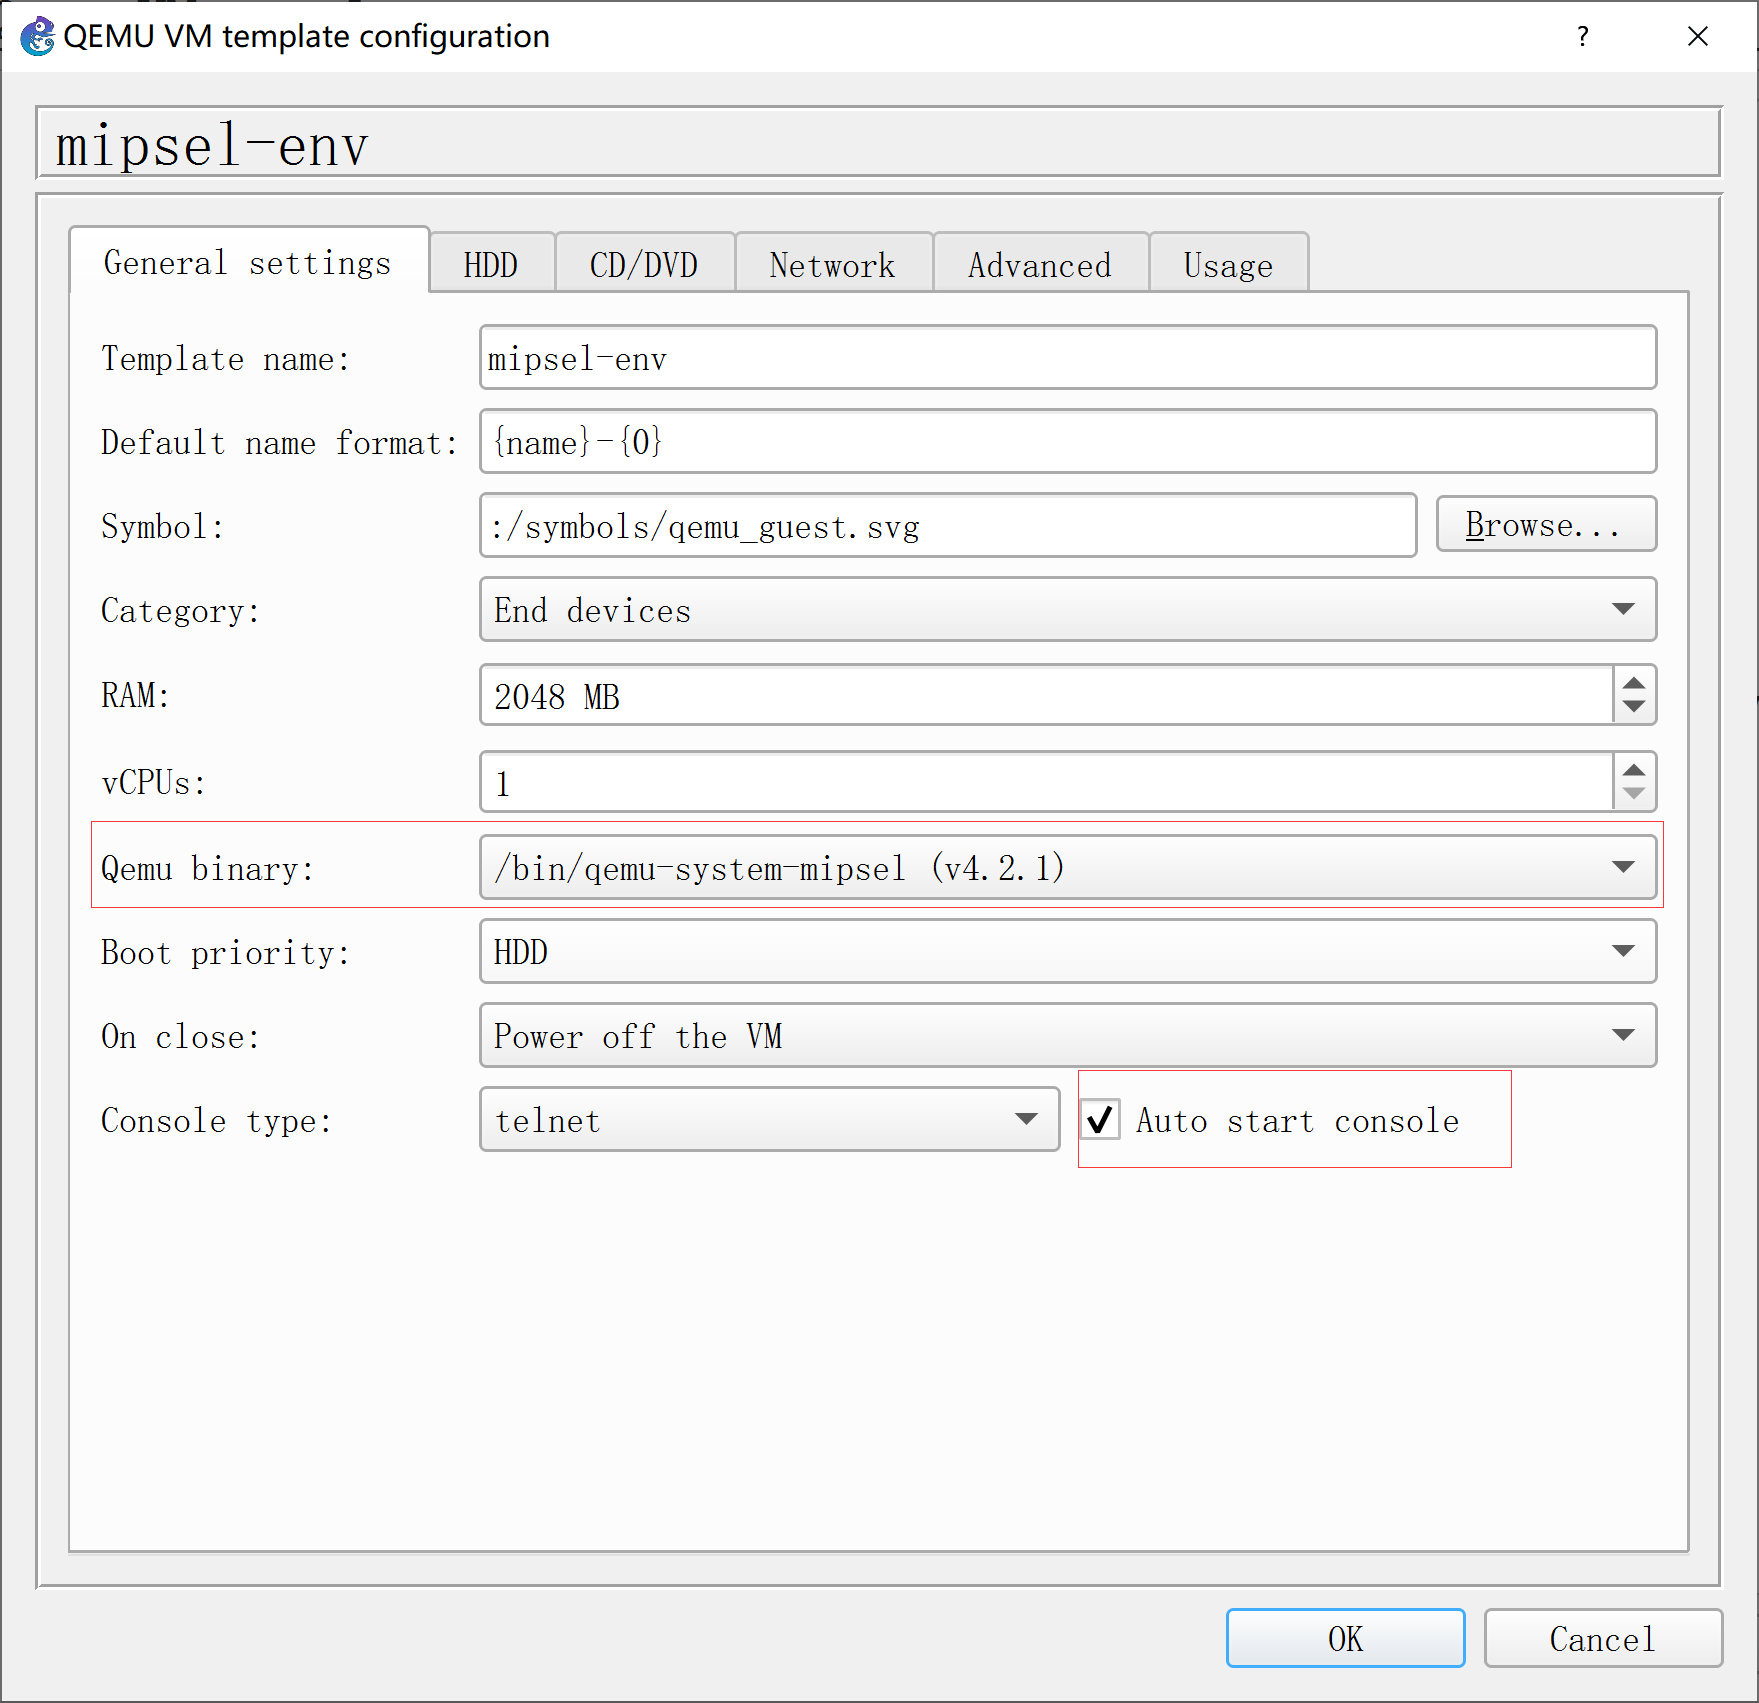 QEMU VM template configuration ?
mipsel-env
General settings HDD CD/DVD Network Advanced Usage
Template name: mipsel-env
Default name format: {name}-{0}
Symbol: :/symbols/qemu_guest.svg Browse...
Category: End devices
RAM: 2048 MB
vCPUs: 1
Qemu binary: /bin/qemu-system-mipsel (v4.2.1)
Boot priority: HDD
On close: Power off the VM
Console type: telnet Auto start console
OK Cancel